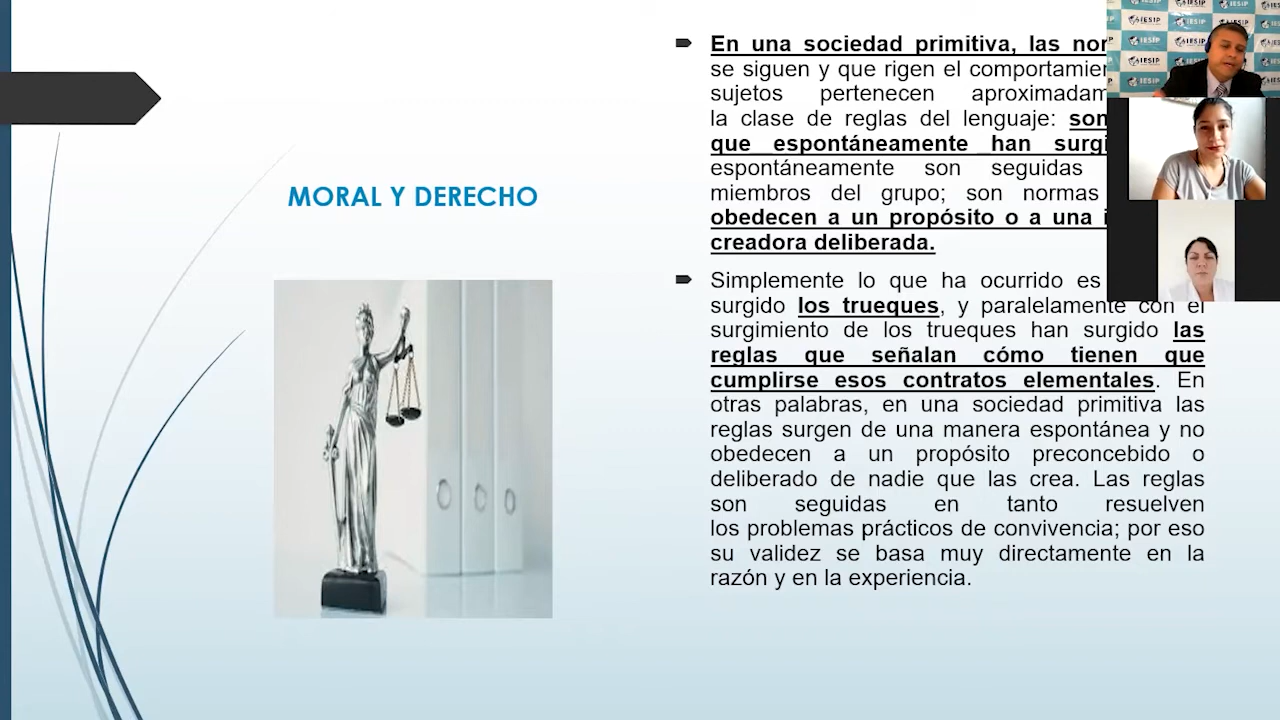 MORAL Y DERECHO
En una sociedad primitiva, las
se siguen y que rigen el
sujetos pertenecen
la clase de reglas del lenguaje: son
que espontáneamente han
espontáneamente son seguidas
miembros del grupo; son normas
obedecen a un propósito o a una
creadora deliberada.
Simplemente lo que ha ocurrido es
surgido los trueques, y paralelamente con el
surgimiento de los trueques han surgido las
reglas que señalan cómo tienen que
cumplirse esos contratos elementales. En
otras palabras, en una sociedad primitiva las
reglas surgen de una manera espontánea y no
obedecen a un propósito preconcebido o
deliberado de nadie que las crea. Las reglas
son seguidas en tanto resuelven
los problemas prácticos de convivencia; por eso
su validez se basa muy directamente en la
razón y en la experiencia.
IESIP
IESIP
IESIP